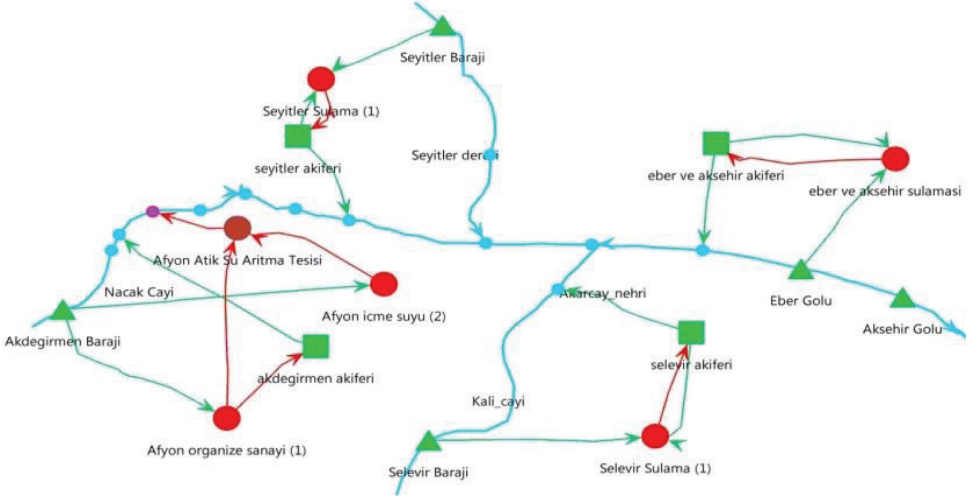 Seyitler Baraji
Seyitler Sulama (1)
seyitler akiferi
Seyitler deresi
eber ve aksehir akiferi
eber ve aksehir sulamasi
Afyon Atik Su Aritma Tesisi
Nacak Cayi
Afyon icme suyu (2)
Akarcay_nehri
Eber Golu
Aksehir Golu
Akdegirmen Baraji
akdegirmen akiferi
selevir akiferi
Kali_cayi
Afyon organize sanayi (1)
Selevir Baraji
Selevir Sulama (1)